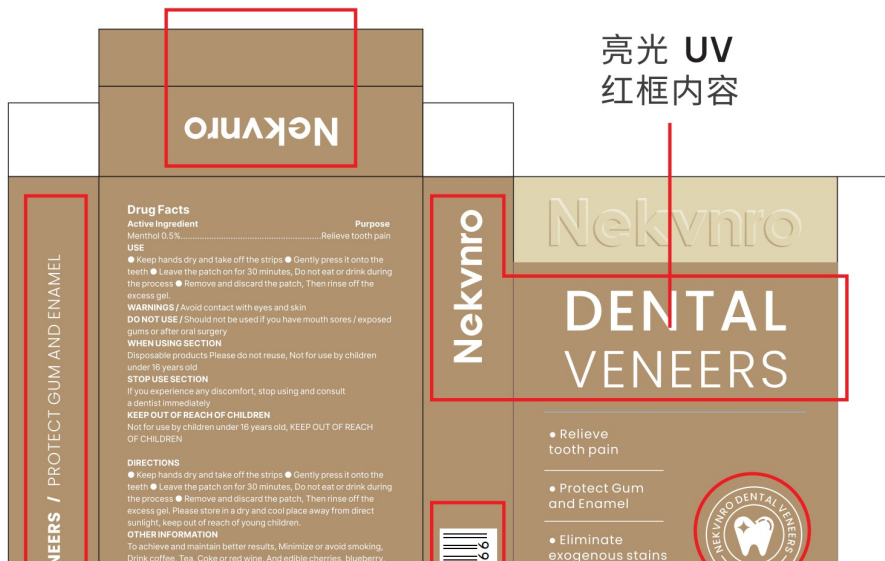 亮光 UV
红框内容
Nekvnro
NEERS / PROTECT GUM AND ENAMEL
Drug Facts
Active Ingredient Purpose
Menthol 0.5%........................................................Relieve tooth pain
USE
● Keep hands dry and take off the strips ● Gently press it onto the
teeth ● Leave the patch on for 30 minutes, Do not eat or drink during
the process ● Remove and discard the patch, Then rinse off the
excess gel.
WARNINGS / Avoid contact with eyes and skin
DO NOT USE / Should not be used if you have mouth sores / exposed
gums or after oral surgery
WHEN USING SECTION
Disposable products Please do not reuse, Not for use by children
under 16 years old
STOP USE SECTION
If you experience any discomfort, stop using and consult
a dentist immediately
KEEP OUT OF REACH OF CHILDREN
Not for use by children under 16 years old, KEEP OUT OF REACH
OF CHILDREN
DIRECTIONS
● Keep hands dry and take off the strips ● Gently press it onto the
teeth ● Leave the patch on for 30 minutes, Do not eat or drink during
the process ● Remove and discard the patch, Then rinse off the
excess gel. Please store in a dry and cool place away from direct
sunlight, keep out of reach of young children.
OTHER INFORMATION
To achieve and maintain better results, Minimize or avoid smoking,
Drink coffee, Tea, Coke or red wine, And edible cherries, blueberry,
Nekvnro
Nekvnro
DENTAL
VENEERS
● Relieve
tooth pain
● Protect Gum
and Enamel
● Eliminate
exogenous stains
NEKVNRO DENTAL VENEERS